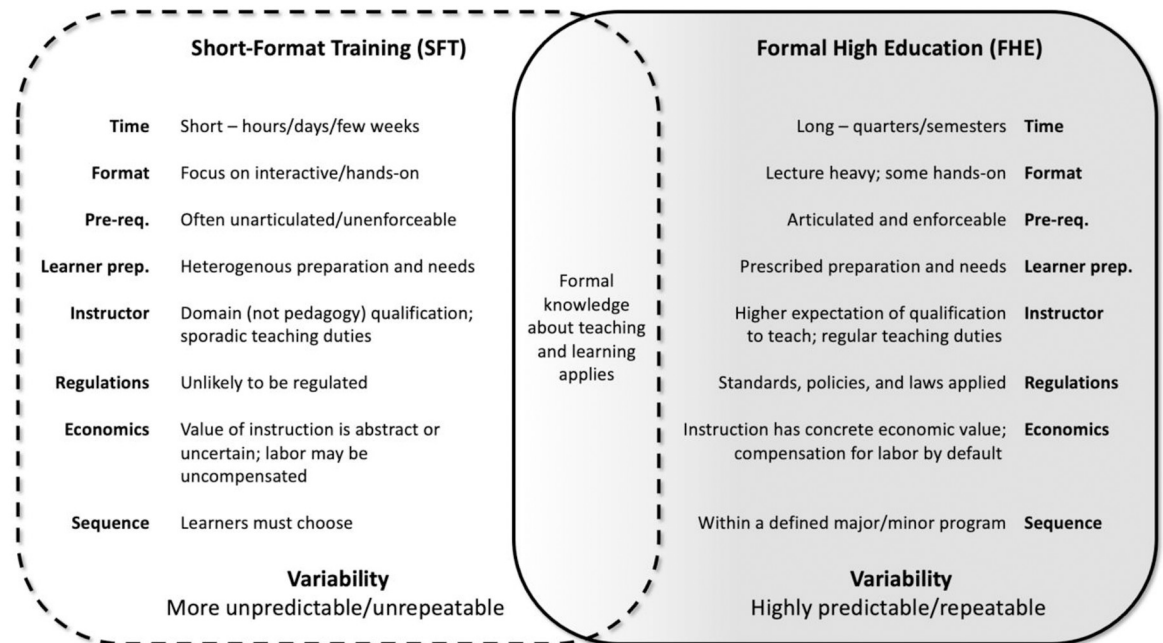 Short-Format Training (SFT)
Time Short – hours/days/few weeks
Format Focus on interactive/hands-on
Pre-req. Often unarticulated/unenforceable
Learner prep. Heterogenous preparation and needs
Instructor Domain (not pedagogy) qualification;
sporadic teaching duties
Regulations Unlikely to be regulated
Economics Value of instruction is abstract or
uncertain; labor may be
uncompensated
Sequence Learners must choose
Variability
More unpredictable/unrepeatable
Formal
knowledge
about teaching
and learning
applies
Formal High Education (FHE)
Long – quarters/semesters Time
Lecture heavy; some hands-on Format
Articulated and enforceable Pre-req.
Prescribed preparation and needs Learner prep.
Higher expectation of qualification Instructor
to teach; regular teaching duties
Standards, policies, and laws applied Regulations
Instruction has concrete economic value; Economics
compensation for labor by default
Within a defined major/minor program Sequence
Variability
Highly predictable/repeatable